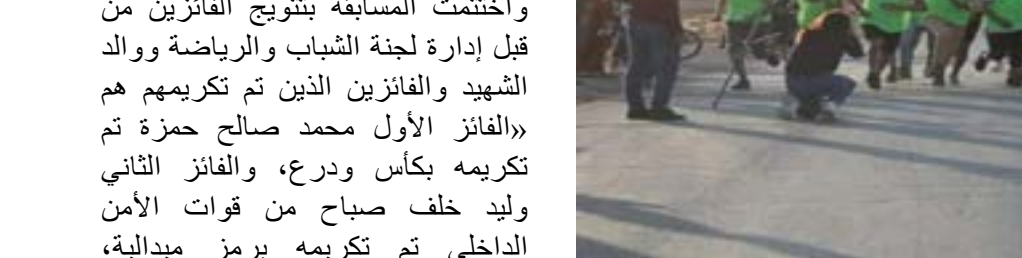 واختتمت المسابقة بتتويج الفائزين من
قبل إدارة لجنة الشباب والرياضة ووالد
الشهيد والفائزين الذين تم تكريمهم هم
«الفائز الأول محمد صالح حمزة تم
تكريمه بكأس ودرع، والفائز الثاني
وليد خلف صباح من قوات الأمن
الداخلي تم تكريمه برمز ميدالية،